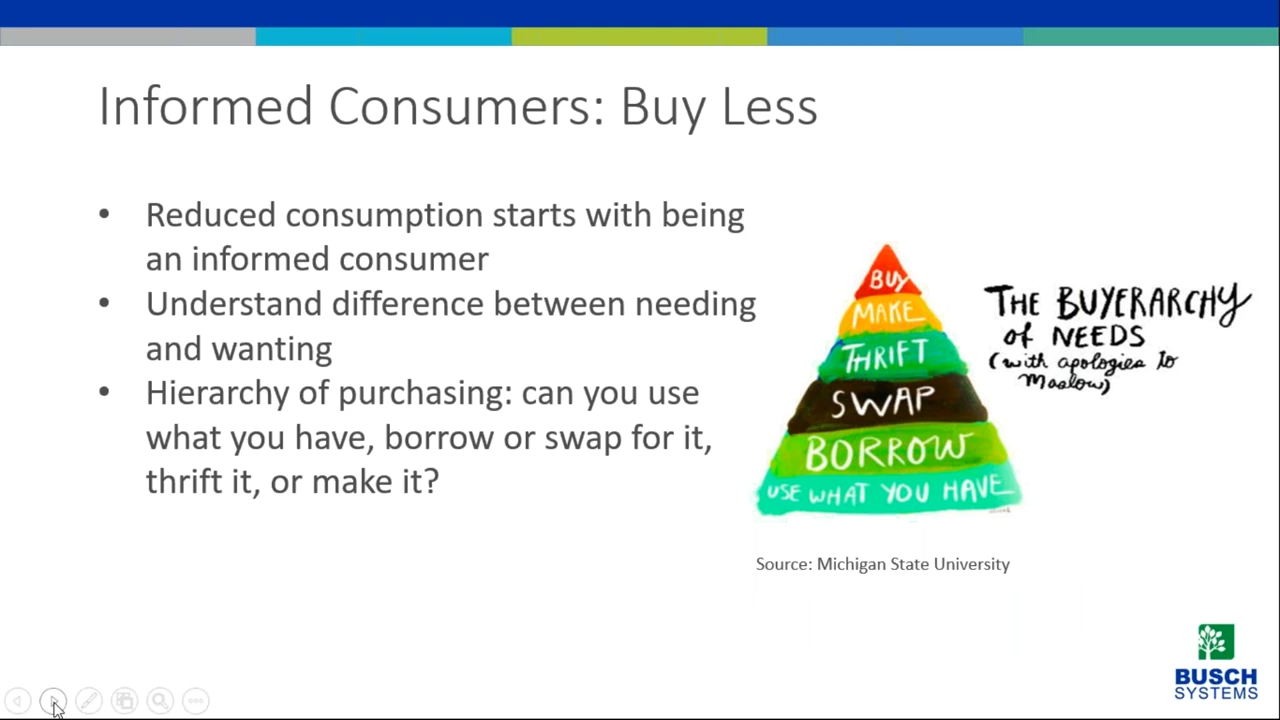 Informed Consumers: Buy Less
• Reduced consumption starts with being
an informed consumer
• Understand difference between needing
and wanting
• Hierarchy of purchasing: can you use
what you have, borrow or swap for it,
thrift it, or make it?
BUY
MAKE
THRIFT
SWAP
BORROW
USE WHAT YOU HAVE
THE BUYERARCHY
of NEEDS
(with apologies to
Maslow)
Source: Michigan State University
BUSCH
SYSTEMS